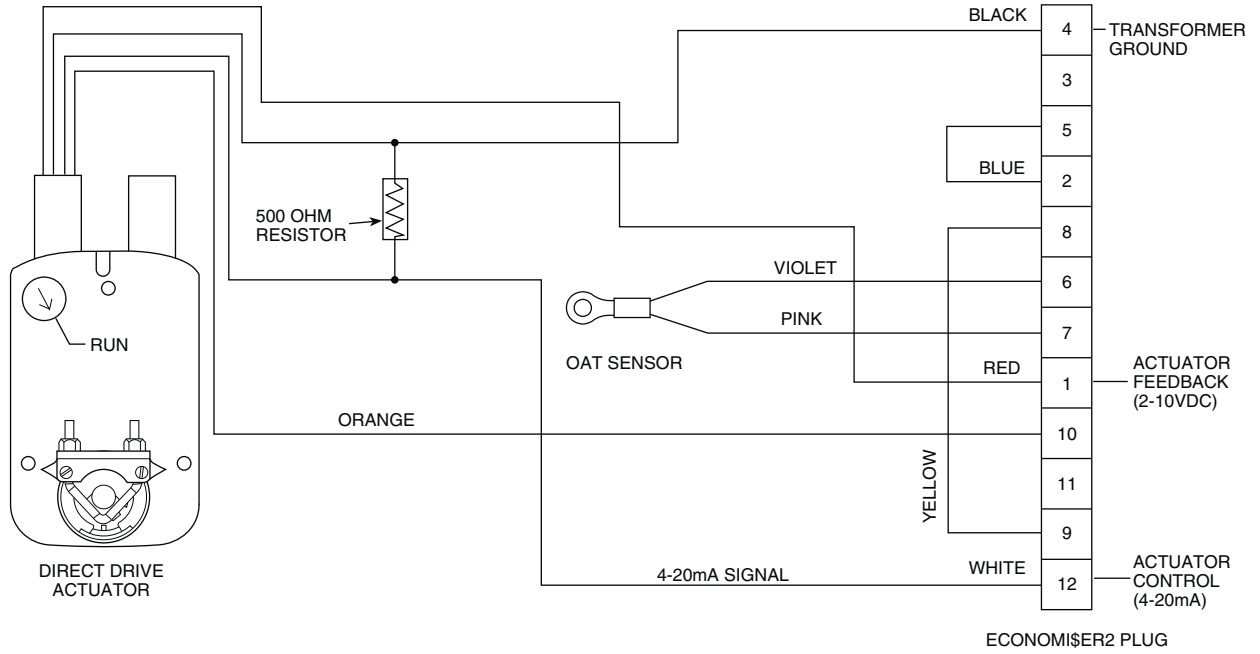 BLACK
4
TRANSFORMER
GROUND
3
5
BLUE
2
500 OHM
RESISTOR
8
VIOLET
6
PINK
7
RUN
OAT SENSOR
RED
1
ACTUATOR
FEEDBACK
(2-10VDC)
ORANGE
10
YELLOW
11
9
DIRECT DRIVE
ACTUATOR
4-20mA SIGNAL
WHITE
12
ACTUATOR
CONTROL
(4-20mA)
ECONOMI$ER2 PLUG